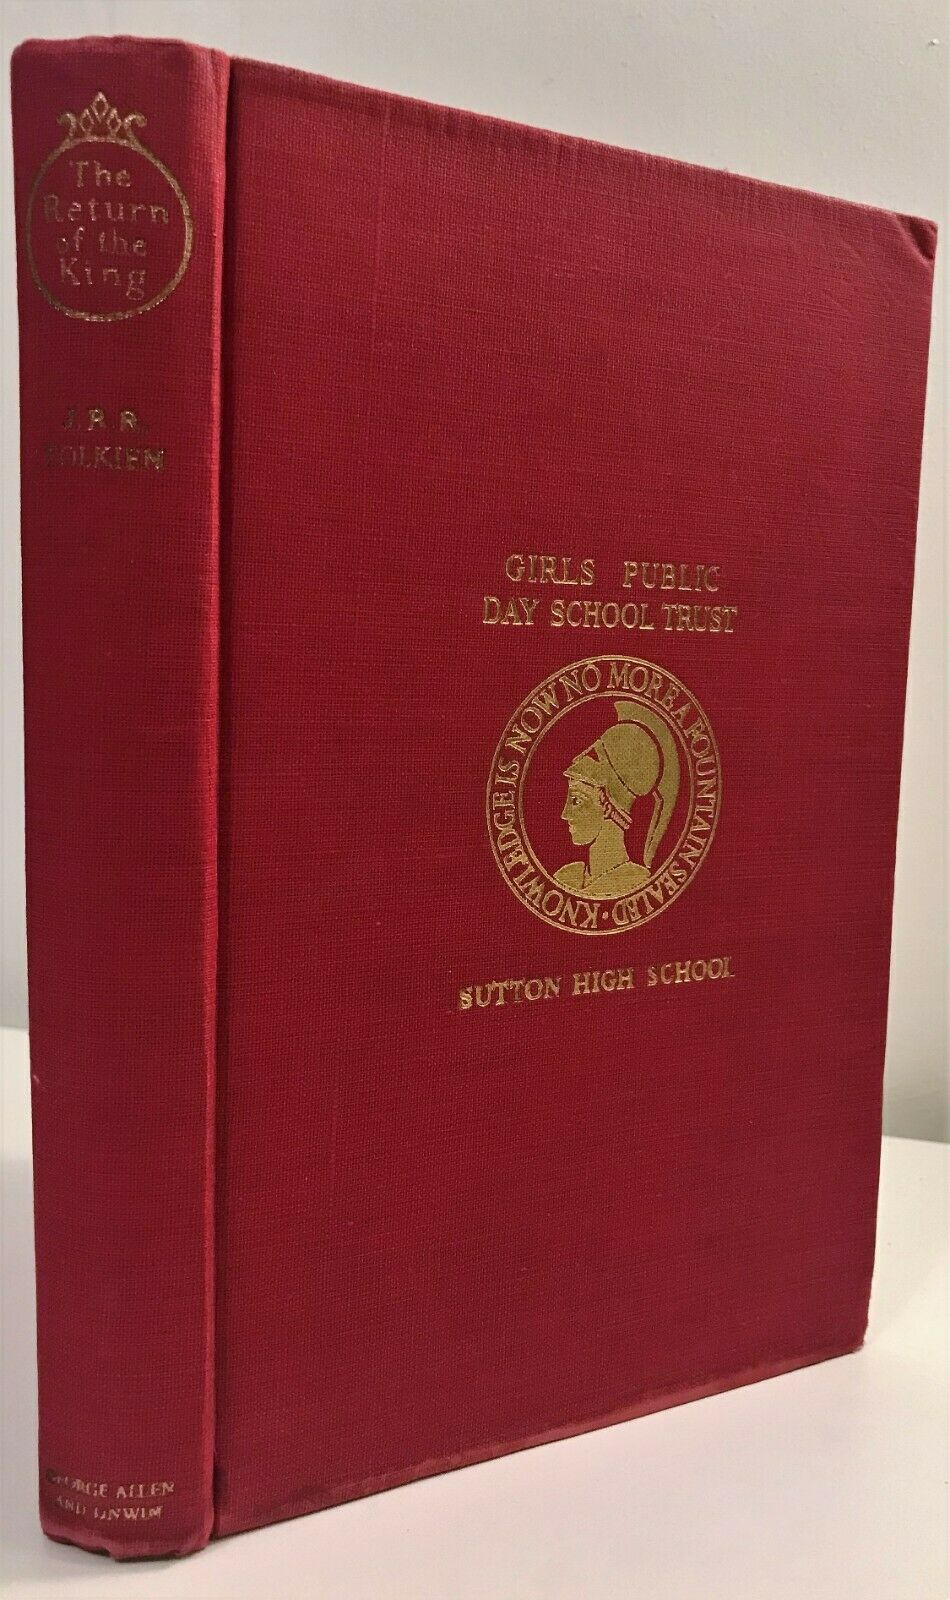 The
Return
of the
King
J. R. R.
TOLKIEN
GEORGE ALLEN
AND UNWIN
GIRLS PUBLIC
DAY SCHOOL TRUST
KNOWLEDGE IS NOW NO MORE A FOUNTAIN SEALED ·
SUTTON HIGH SCHOOL